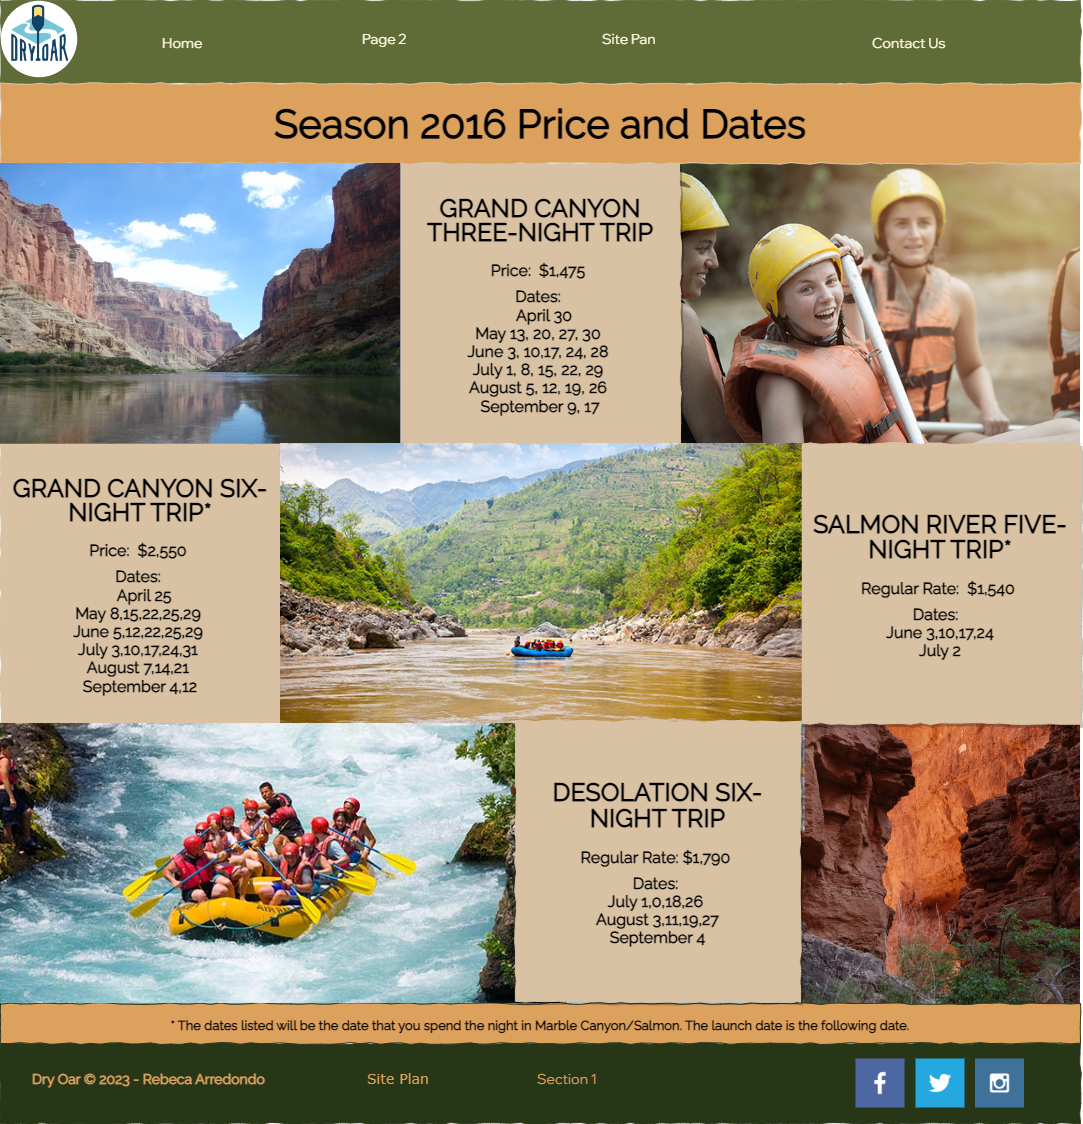 DRY OAR
Home
Page 2
Site Pan
Contact Us
Season 2016 Price and Dates
GRAND CANYON
THREE-NIGHT TRIP
Price:  $1,475
Dates:
April 30
May 13, 20, 27, 30
June 3, 10,17, 24, 28
July 1, 8, 15, 22, 29
August 5, 12, 19, 26
September 9, 17
GRAND CANYON SIX-
NIGHT TRIP*
Price:  $2,550
Dates:
April 25
May 8,15,22,25,29
June 5,12,22,25,29
July 3,10,17,24,31
August 7,14,21
September 4,12
SALMON RIVER FIVE-
NIGHT TRIP*
Regular Rate:  $1,540
Dates:
June 3,10,17,24
July 2
DESOLATION SIX-
NIGHT TRIP
Regular Rate: $1,790
Dates:
July 1,0,18,26
August 3,11,19,27
September 4
* The dates listed will be the date that you spend the night in Marble Canyon/Salmon. The launch date is the following date.
Dry Oar © 2023 - Rebeca Arredondo
Site Plan
Section 1